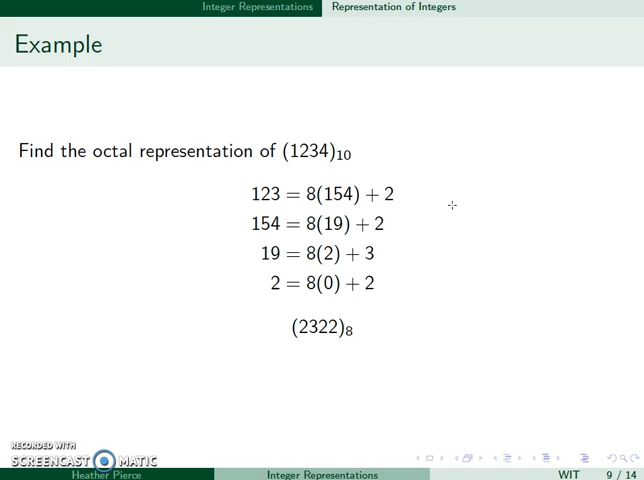 Integer Representations Representation of Integers
Example
Find the octal representation of (1234)₁₀
123 = 8(154) + 2
154 = 8(19) + 2
19 = 8(2) + 3
2 = 8(0) + 2
(2322)₈
RECORDED WITH
SCREENCAST MATIC
Heather Pierce Integer Representations WIT 9 / 14